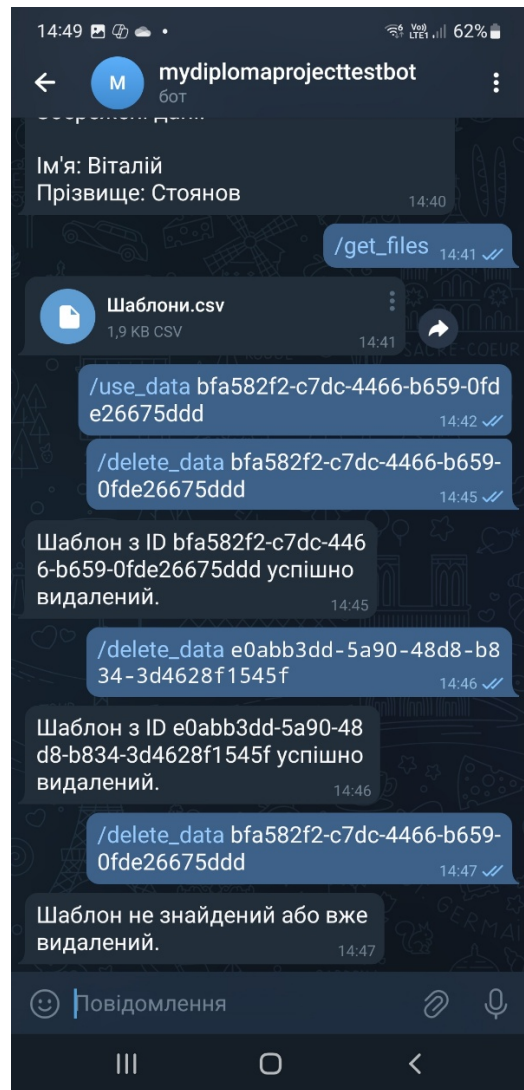 14:49
Vo)) LTE1 62%
M
mydiplomaprojecttestbot
бот
Ім'я: Віталій
Прізвище: Стоянов
14:40
/get_files 14:41
Шаблони.csv
1,9 KB CSV
14:41
/use_data bfa582f2-c7dc-4466-b659-0fd
e26675ddd
14:42
/delete_data bfa582f2-c7dc-4466-b659-
0fde26675ddd
14:45
Шаблон з ID bfa582f2-c7dc-446
6-b659-0fde26675ddd успішно
видалений.
14:45
/delete_data e0abb3dd-5a90-48d8-b8
34-3d4628f1545f
14:46
Шаблон з ID e0abb3dd-5a90-48
d8-b834-3d4628f1545f успішно
видалений.
14:46
/delete_data bfa582f2-c7dc-4466-b659-
0fde26675ddd
14:47
Шаблон не знайдений або вже
видалений.
14:47
Повідомлення